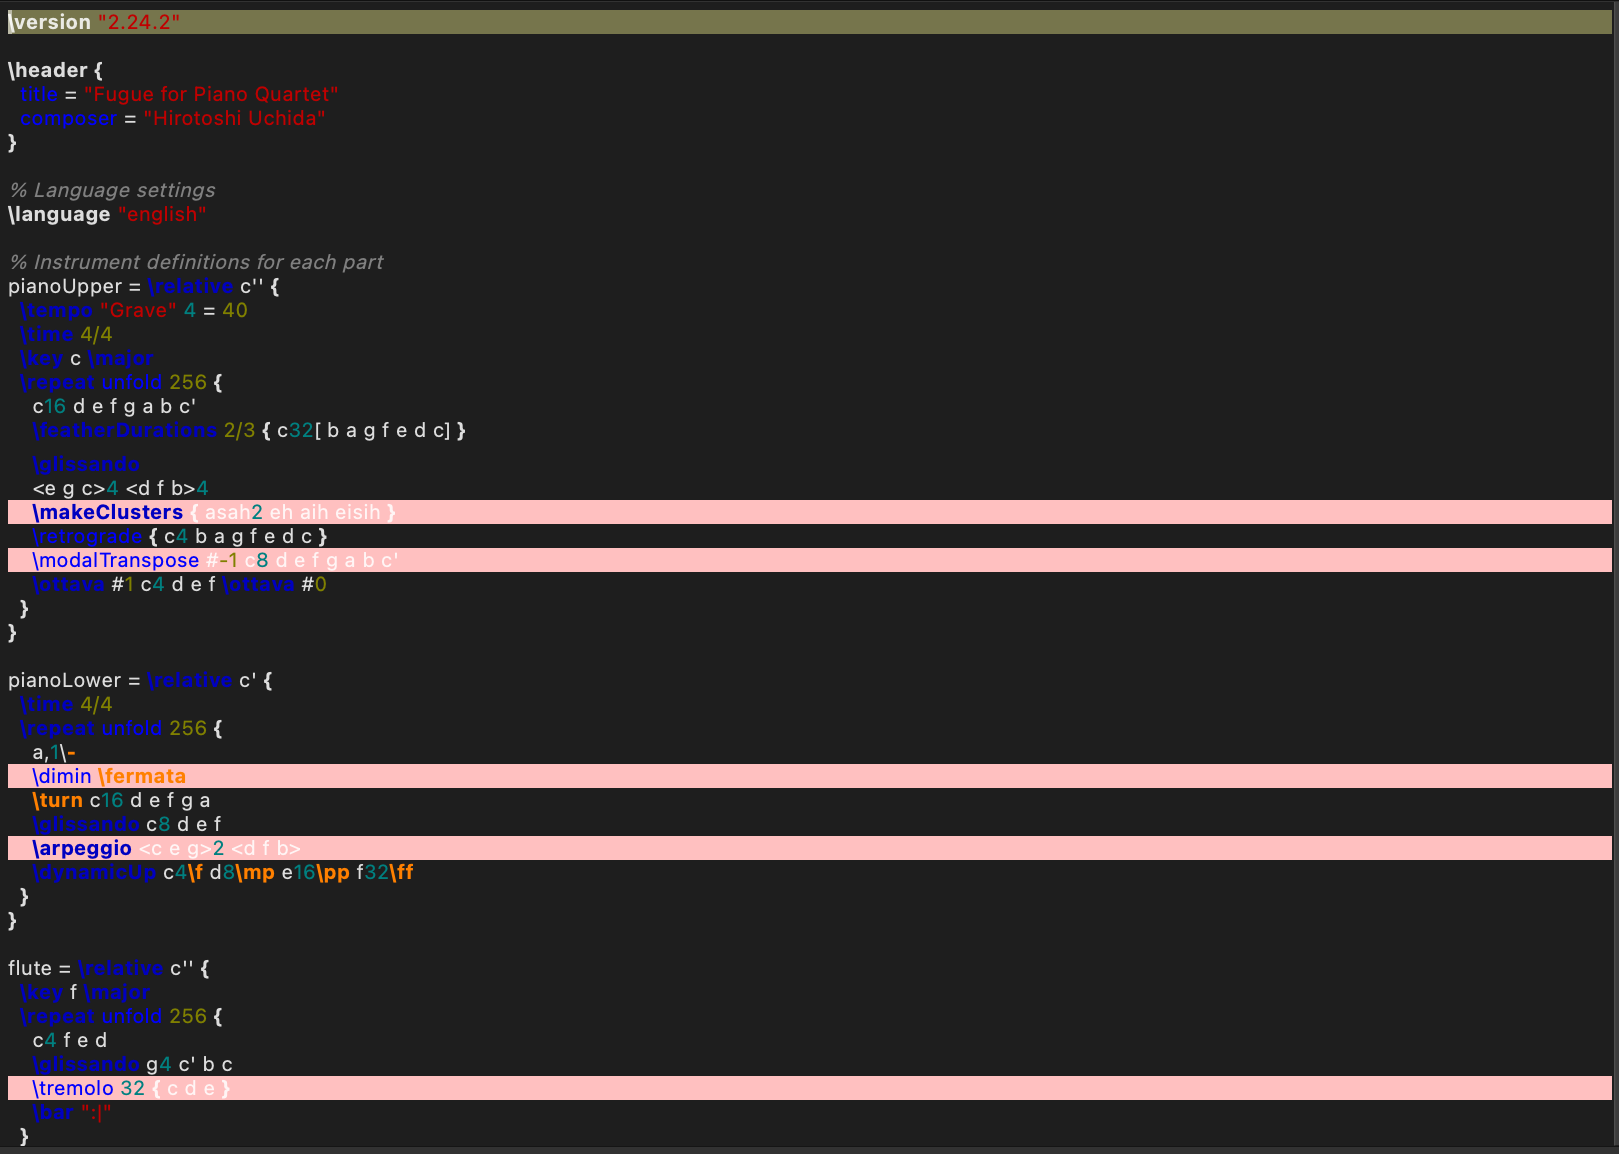 \version "2.24.2"
\header {
title = "Fugue for Piano Quartet"
composer = "Hirotoshi Uchida"
}
% Language settings
\language "english"
% Instrument definitions for each part
pianoUpper = \relative c'' {
\tempo "Grave" 4 = 40
\time 4/4
\key c \major
\repeat unfold 256 {
c16 d e f g a b c'
\featherDurations 2/3 { c32[ b a g f e d c] }
\glissando
<e g c>4 <d f b>4
\makeClusters { asah2 eh aih eisih }
\retrograde { c4 b a g f e d c }
\modalTranspose #-1 c8 d e f g a b c'
\ottava #1 c4 d e f \ottava #0
}
}
pianoLower = \relative c' {
\time 4/4
\repeat unfold 256 {
a,1\-
\dimin \fermata
\turn c16 d e f g a
\glissando c8 d e f
\arpeggio <c e g>2 <d f b>
\dynamicUp c4\f d8\mp e16\pp f32\ff
}
}
flute = \relative c'' {
\key f \major
\repeat unfold 256 {
c4 f e d
\glissando g4 c' b c
\tremolo 32 { c d e }
\bar ":|"
}